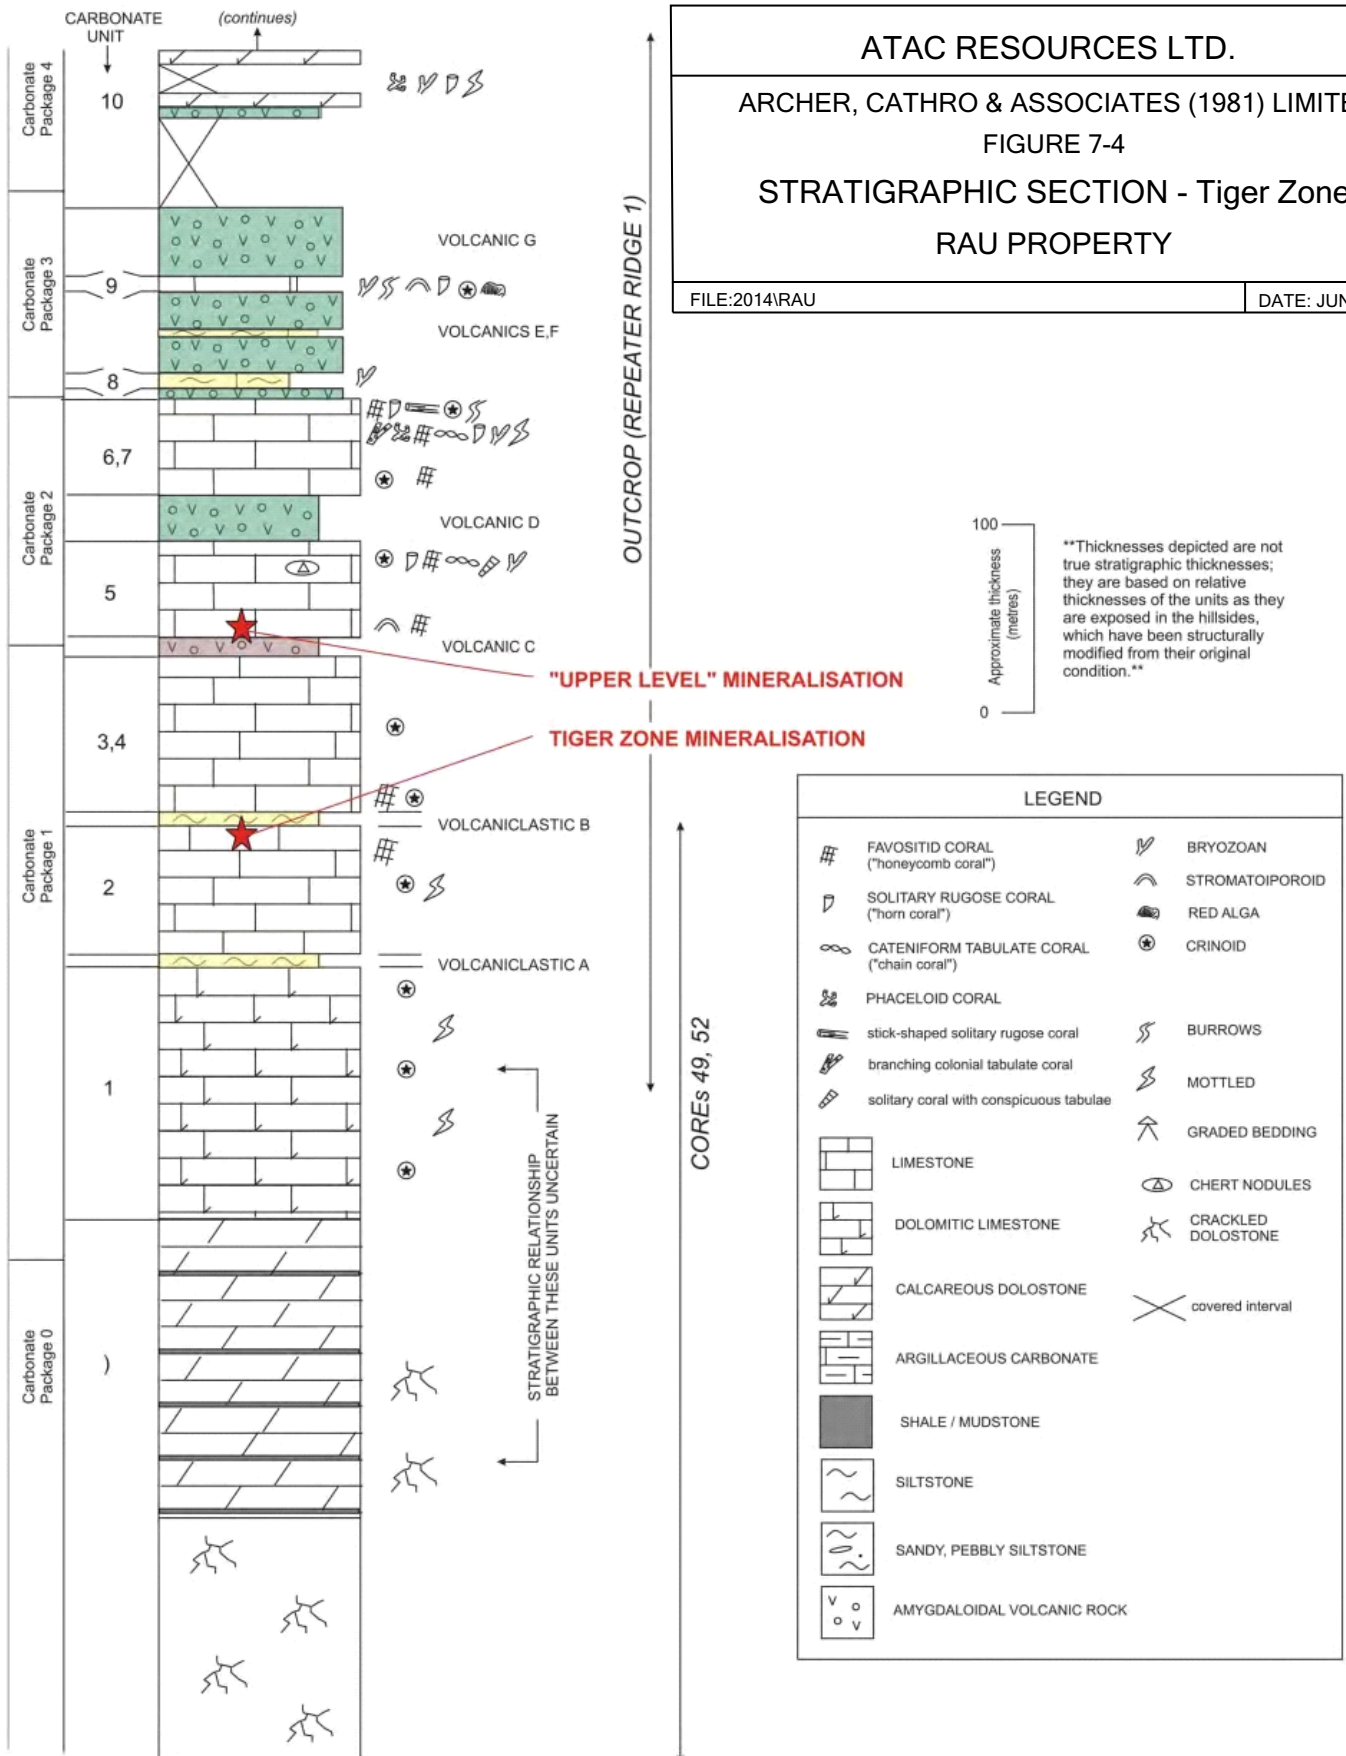 CARBONATE
UNIT
(continues)
Carbonate
Package 4
10
Carbonate
Package 3
VOLCANIC G
9
VOLCANICS E,F
8
Carbonate
Package 2
6,7
VOLCANIC D
5
VOLCANIC C
"UPPER LEVEL" MINERALISATION
Carbonate
Package 1
3,4
TIGER ZONE MINERALISATION
VOLCANICLASTIC B
2
VOLCANICLASTIC A
1
Carbonate
Package 0
)
OUTCROP (REPEATER RIDGE 1)
COREs 49, 52
STRATIGRAPHIC RELATIONSHIP
BETWEEN THESE UNITS UNCERTAIN
ATAC RESOURCES LTD.
ARCHER, CATHRO & ASSOCIATES (1981) LIMITE
FIGURE 7-4
STRATIGRAPHIC SECTION - Tiger Zone
RAU PROPERTY
FILE:2014\RAU
DATE: JUN
100
Approximate thickness
(metres)
0
**Thicknesses depicted are not
true stratigraphic thicknesses;
they are based on relative
thicknesses of the units as they
are exposed in the hillsides,
which have been structurally
modified from their original
condition.**
LEGEND
FAVOSITID CORAL
("honeycomb coral")
SOLITARY RUGOSE CORAL
("horn coral")
CATENIFORM TABULATE CORAL
("chain coral")
PHACELOID CORAL
stick-shaped solitary rugose coral
branching colonial tabulate coral
solitary coral with conspicuous tabulae
LIMESTONE
DOLOMITIC LIMESTONE
CALCAREOUS DOLOSTONE
ARGILLACEOUS CARBONATE
SHALE / MUDSTONE
SILTSTONE
SANDY, PEBBLY SILTSTONE
AMYGDALOIDAL VOLCANIC ROCK
BRYOZOAN
STROMATOIPOROID
RED ALGA
CRINOID
BURROWS
MOTTLED
GRADED BEDDING
CHERT NODULES
CRACKLED
DOLOSTONE
covered interval